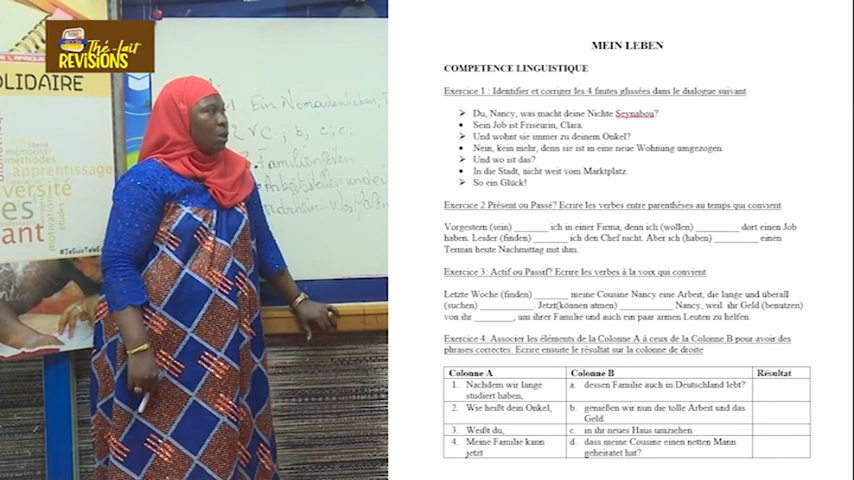 Thé-lait
RÉVISIONS
OLIDAIRE
méthodes
apprentissage
versité
es
ant
motivation
études
#JeSuisTeleE
Ein Nomadenleben
2 V C; b, c; c;
Familienfesten
Arbeitsstellen und
MEIN LEBEN
COMPETENCE LINGUISTIQUE
Exercice 1 : Identifier et corriger les 4 fautes glissées dans le dialogue suivant
➢ Du, Nancy, was macht deine Nichte Seynabou?
• Sein Job ist Friseurin, Clara.
➢ Und wohnt sie immer zu deinem Onkel?
• Nein, kein mehr, denn sie ist in eine neue Wohnung umgezogen.
➢ Und wo ist das?
• In die Stadt, nicht weit vom Marktplatz.
➢ So ein Glück!
Exercice 2 Présent ou Passé? Ecrire les verbes entre parenthèses au temps qui convient
Vorgestern (sein) _______ ich in einer Firma, denn ich (wollen) _________ dort einen Job
haben. Leider (finden) _______ ich den Chef nicht. Aber ich (haben) _________ einen
Termin heute Nachmittag mit ihm.
Exercice 3: Actif ou Passif? Ecrire les verbes à la voix qui convient
Letzte Woche (finden) _______ meine Cousine Nancy eine Arbeit, die lange und überall
(suchen) ___________. Jetzt(können atmen) ___________ Nancy, weil ihr Geld (benutzen)
von ihr ________, um ihrer Familie und auch ein paar armen Leuten zu helfen.
Exercice 4: Associer les éléments de la Colonne A à ceux de la Colonne B pour avoir des
phrases correctes. Ecrire ensuite le résultat sur la colonne de droite
Colonne A Colonne B Résultat
1. Nachdem wir lange a. dessen Familie auch in Deutschland lebt?
studiert haben,
2. Wie heißt dein Onkel, b. genießen wir nun die tolle Arbeit und das
Geld.
3. Weißt du, c. in ihr neues Haus umziehen.
4. Meine Familie kann d. dass meine Cousine einen netten Mann
jetzt geheiratet hat?